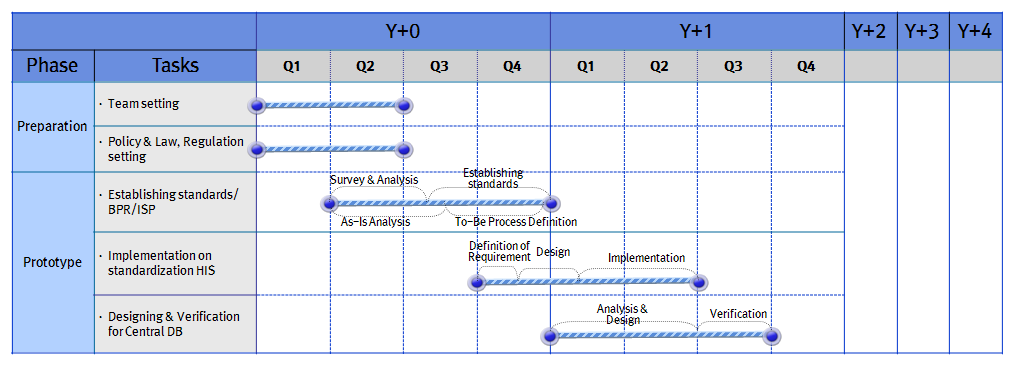 Y+0 Y+1 Y+2 Y+3 Y+4
Phase Tasks Q1 Q2 Q3 Q4 Q1 Q2 Q3 Q4
Preparation
· Team setting
· Policy & Law, Regulation
setting
Prototype
· Establishing standards/
BPR/ISP
Survey & Analysis
Establishing
standards
As-Is Analysis
To-Be Process Definition
· Implementation on
standardization HIS
Definition of
Requirement
Design
Implementation
· Designing & Verification
for Central DB
Analysis &
Design
Verification